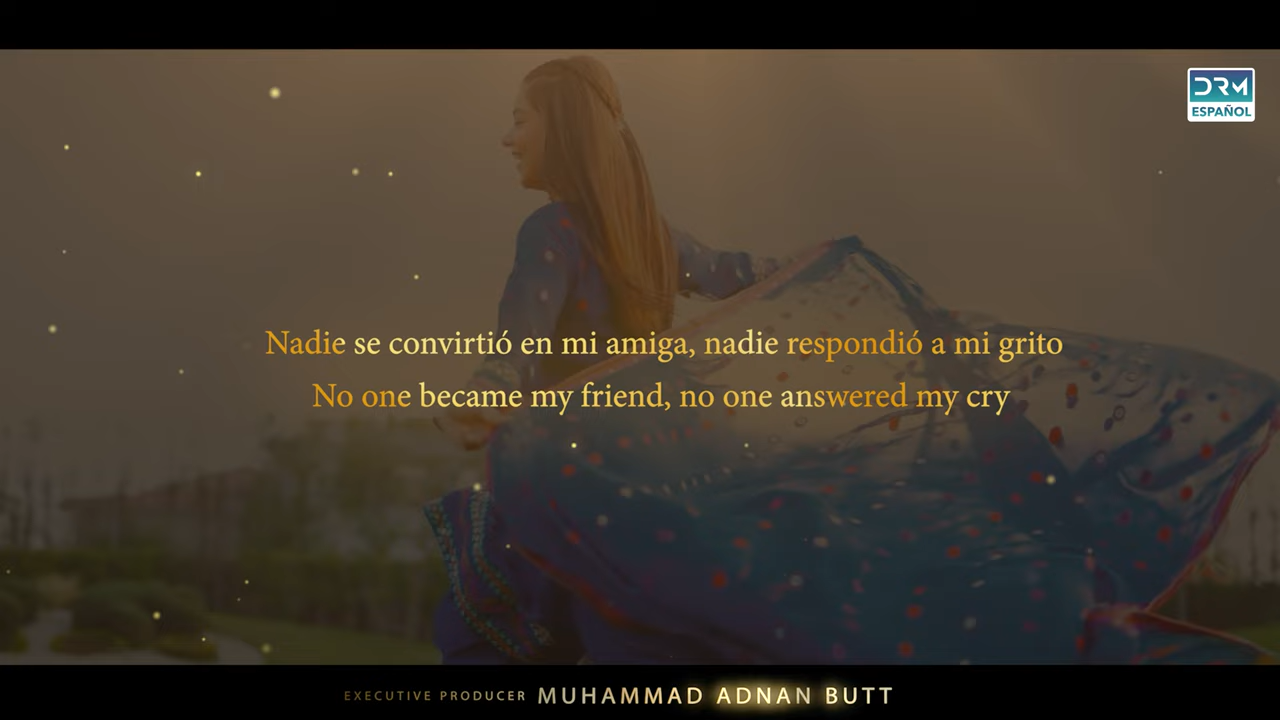 DRM
ESPAÑOL
Nadie se convirtió en mi amiga, nadie respondió a mi grito
No one became my friend, no one answered my cry
EXECUTIVE PRODUCER MUHAMMAD ADNAN BUTT